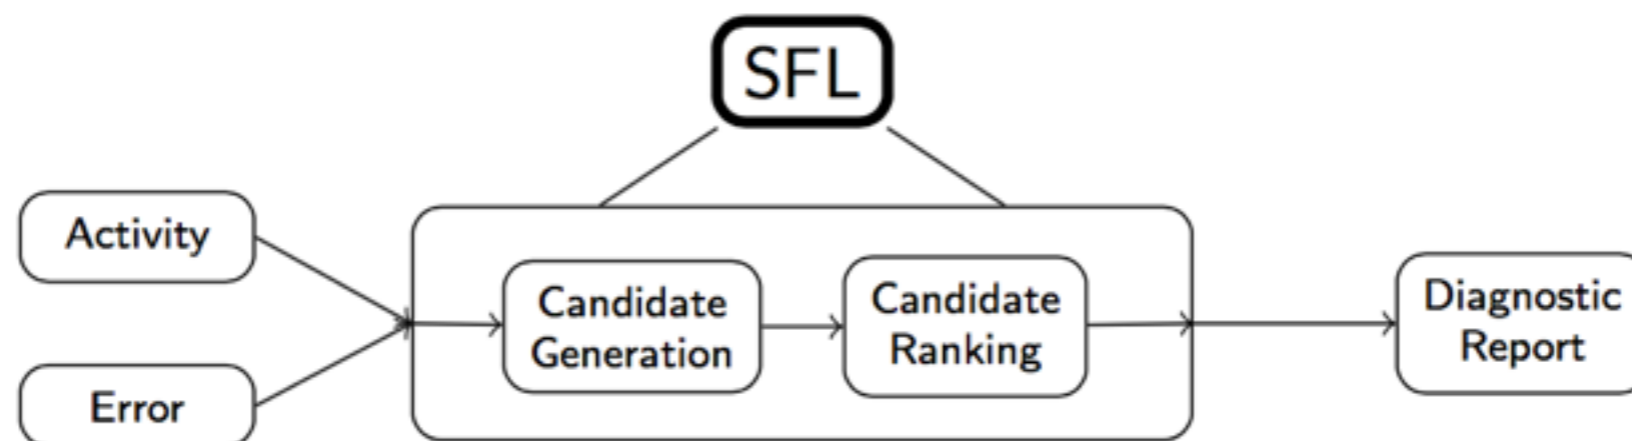 SFL
Activity
Error
Candidate
Generation
Candidate
Ranking
Diagnostic
Report